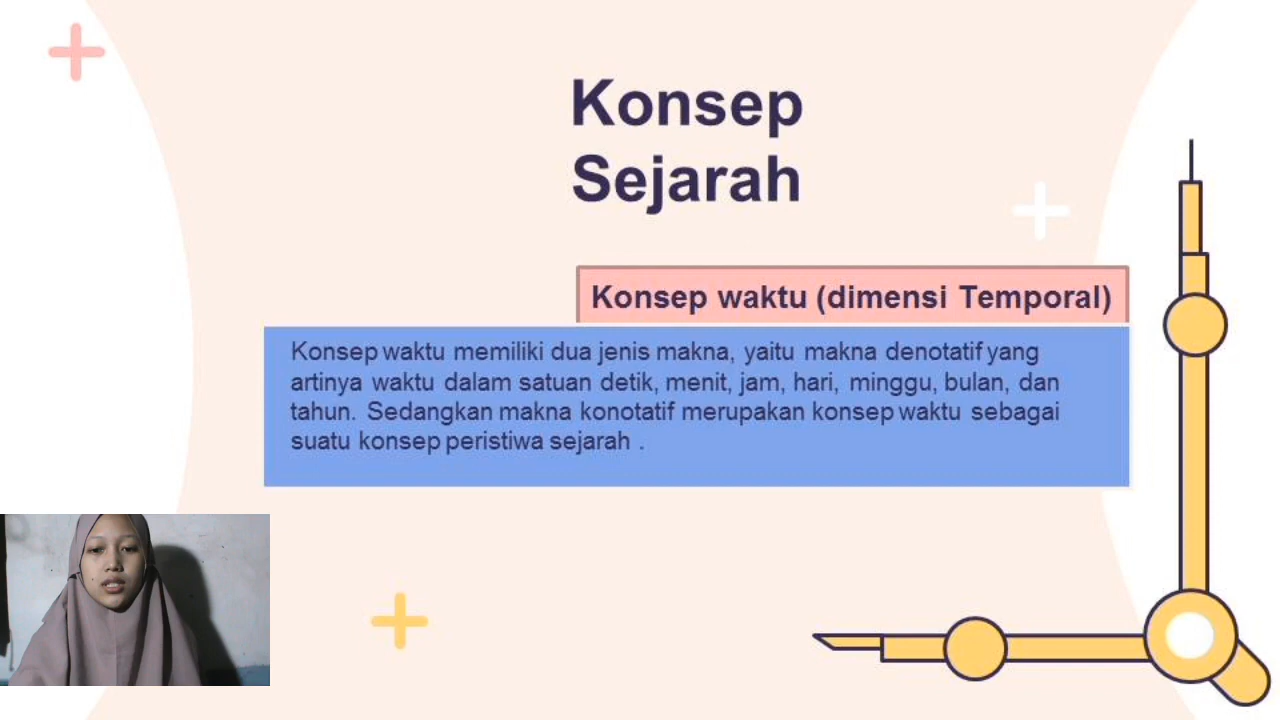 Konsep
Sejarah
Konsep waktu (dimensi Temporal)
Konsep waktu memiliki dua jenis makna, yaitu makna denotatif yang
artinya waktu dalam satuan detik, menit, jam, hari, minggu, bulan, dan
tahun. Sedangkan makna konotatif merupakan konsep waktu sebagai
suatu konsep peristiwa sejarah .